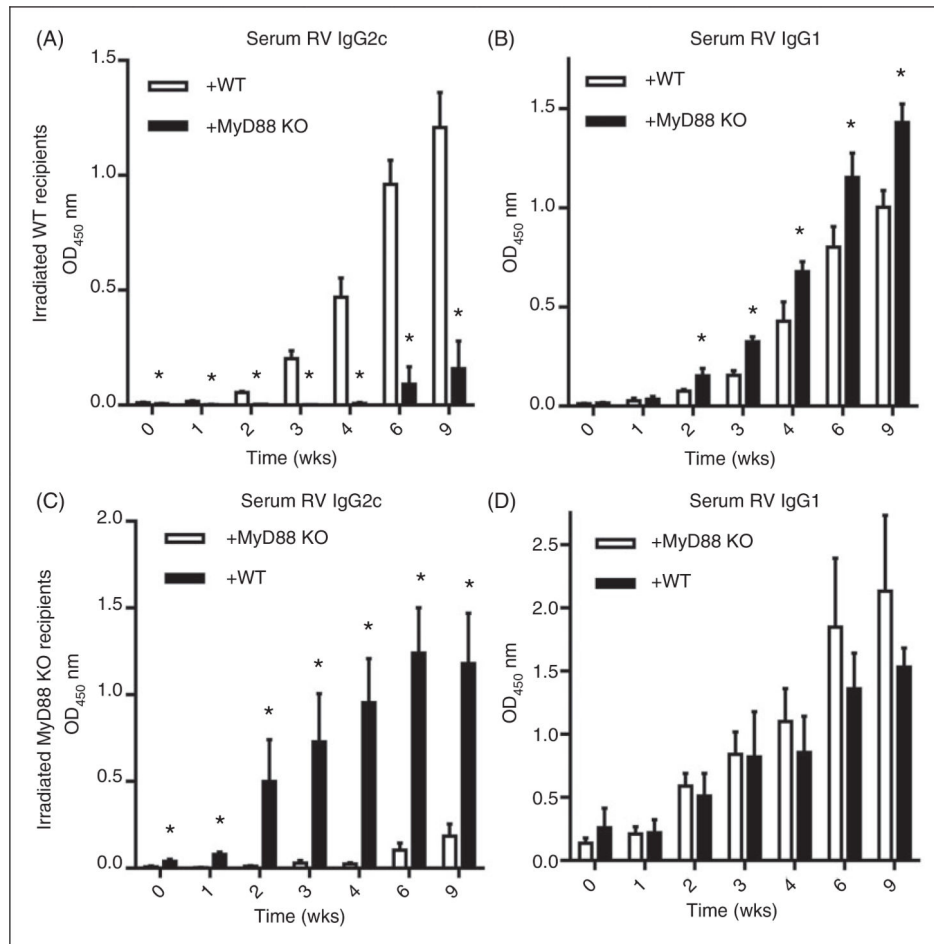 (A)
Serum RV IgG2c
+WT
+MyD88 KO
Irradiated WT recipients
OD450 nm
1.5
1.0
0.5
0.0
* * * * * * *
0 1 2 3 4 6 9
Time (wks)
(B)
Serum RV IgG1
+WT
+MyD88 KO
OD450 nm
1.5
1.0
0.5
0.0
* * * * *
0 1 2 3 4 6 9
Time (wks)
(C)
Serum RV IgG2c
+MyD88 KO
+WT
Irradiated MyD88 KO recipients
OD450 nm
2.0
1.5
1.0
0.5
0.0
* * * * * * *
0 1 2 3 4 6 9
Time (wks)
(D)
Serum RV IgG1
+MyD88 KO
+WT
OD450 nm
2.5
2.0
1.5
1.0
0.5
0.0
0 1 2 3 4 6 9
Time (wks)